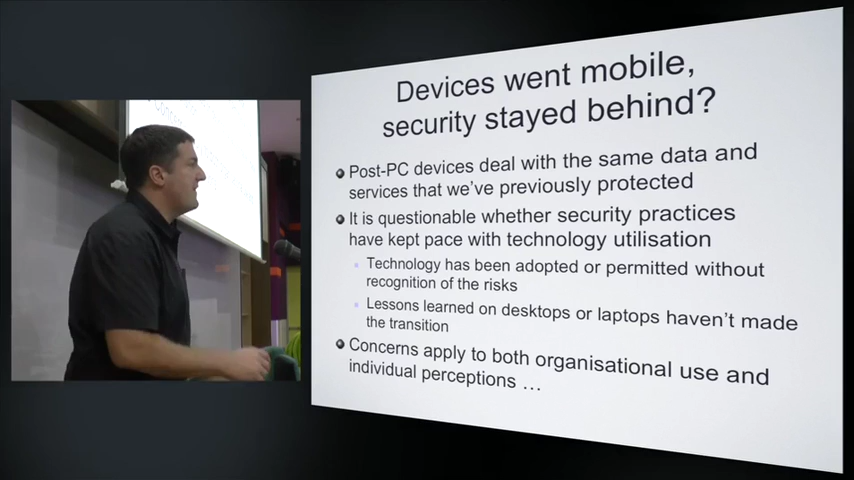 Devices went mobile,
security stayed behind?
Post-PC devices deal with the same data and
services that we've previously protected
It is questionable whether security practices
have kept pace with technology utilisation
Technology has been adopted or permitted without
recognition of the risks
Lessons learned on desktops or laptops haven't made
the transition
Concerns apply to both organisational use and
individual perceptions …